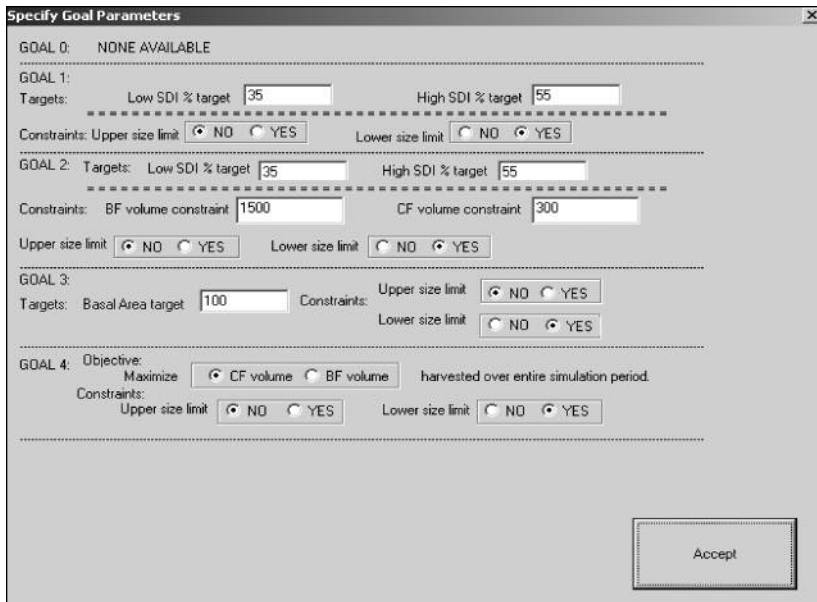 Specify Goal Parameters
GOAL 0: NONE AVAILABLE
GOAL 1:
Targets: Low SDI % target 35 High SDI % target 55
Constraints: Upper size limit NO YES Lower size limit NO YES
GOAL 2: Targets: Low SDI % target 35 High SDI % target 55
Constraints: BF volume constraint 1500 CF volume constraint 300
Upper size limit NO YES Lower size limit NO YES
GOAL 3:
Targets: Basal Area target 100 Constraints: Upper size limit NO YES
Lower size limit NO YES
GOAL 4: Objective:
Maximize CF volume BF volume harvested over entire simulation period.
Constraints:
Upper size limit NO YES Lower size limit NO YES
Accept